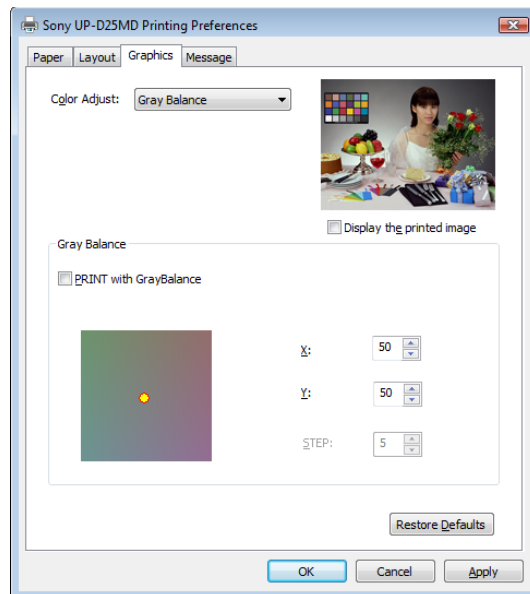 Sony UP-D25MD Printing Preferences
Paper Layout Graphics Message
Color Adjust: Gray Balance
Display the printed image
Gray Balance
PRINT with GrayBalance
X: 50
Y: 50
STEP: 5
Restore Defaults
OK Cancel Apply